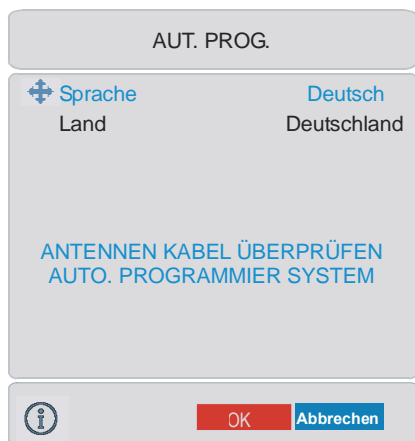 AUT. PROG.
Sprache Deutsch
Land Deutschland
ANTENNEN KABEL ÜBERPRÜFEN
AUTO. PROGRAMMIER SYSTEM
OK Abbrechen